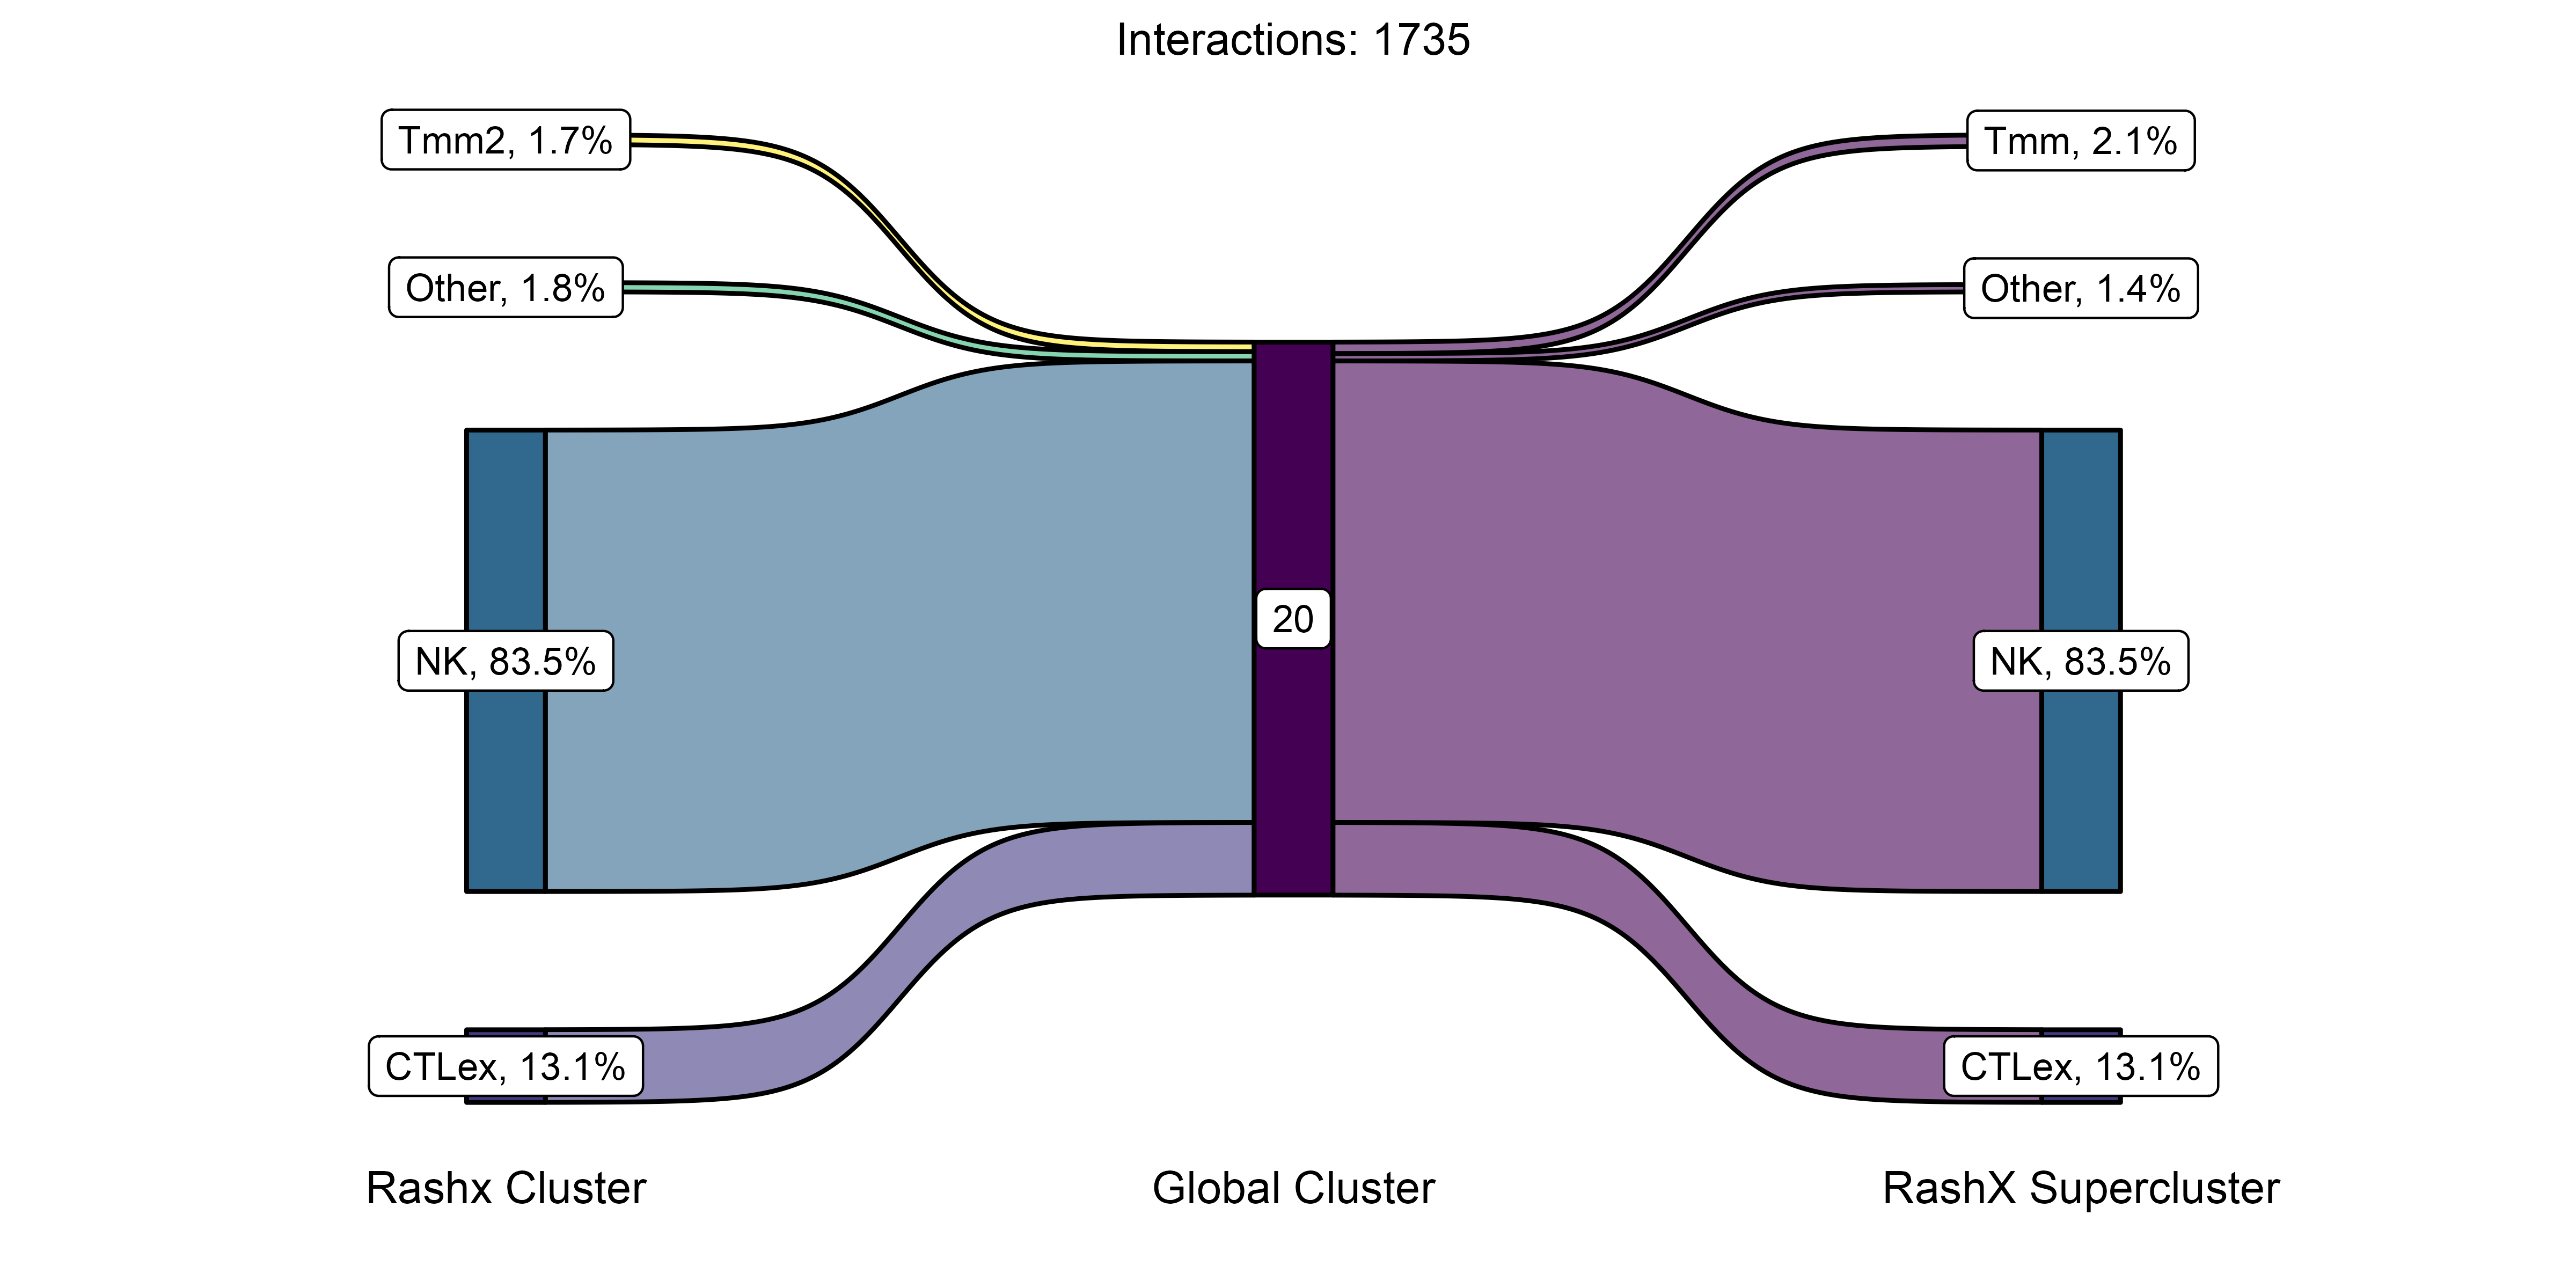 Interactions: 1735
Tmm2, 1.7%
Tmm, 2.1%
Other, 1.8%
Other, 1.4%
20
NK, 83.5%
NK, 83.5%
CTLex, 13.1%
CTLex, 13.1%
Rashx Cluster
Global Cluster
RashX Supercluster